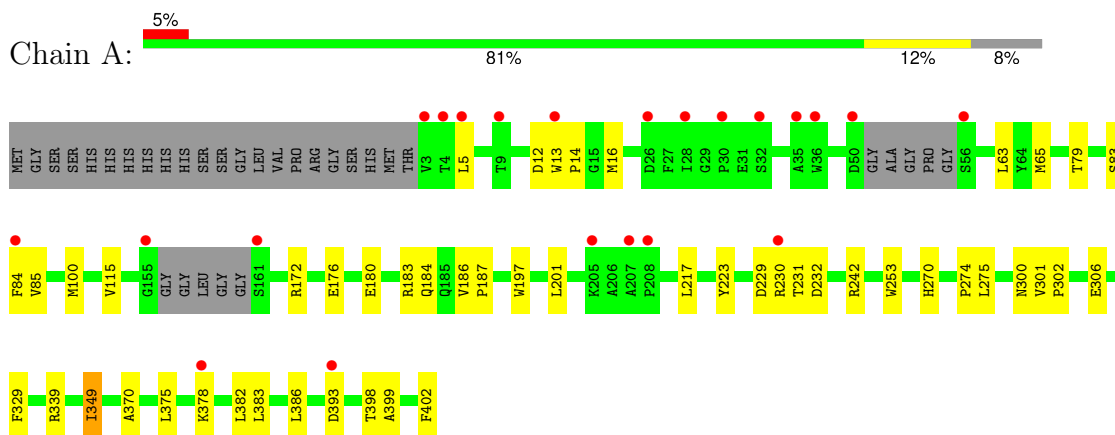 5%
Chain A:
81% 12% 8%
MET GLY SER SER HIS HIS HIS HIS HIS HIS SER SER GLY LEU VAL PRO ARG GLY SER HIS MET THR V3 T4 L5 T9 D12 W13 P14 G15 M16 D26 F27 I28 G29 P30 E31 S32 A35 W36 D50 GLY ALA GLY PRO GLY S56 L63 Y64 M65 T79 S83
F84 V85 M100 V115 G155 GLY GLY LEU GLY GLY S161 R172 E176 E180 R183 Q184 Q185 V186 P187 W197 L201 K205 A206 A207 P208 L217 Y223 D229 R230 T231 D232 R242 W253 H270 P274 L275 N300 V301 P302 E306
F329 R339 I349 A370 L375 K378 L382 L383 L386 D393 T398 A399 F402